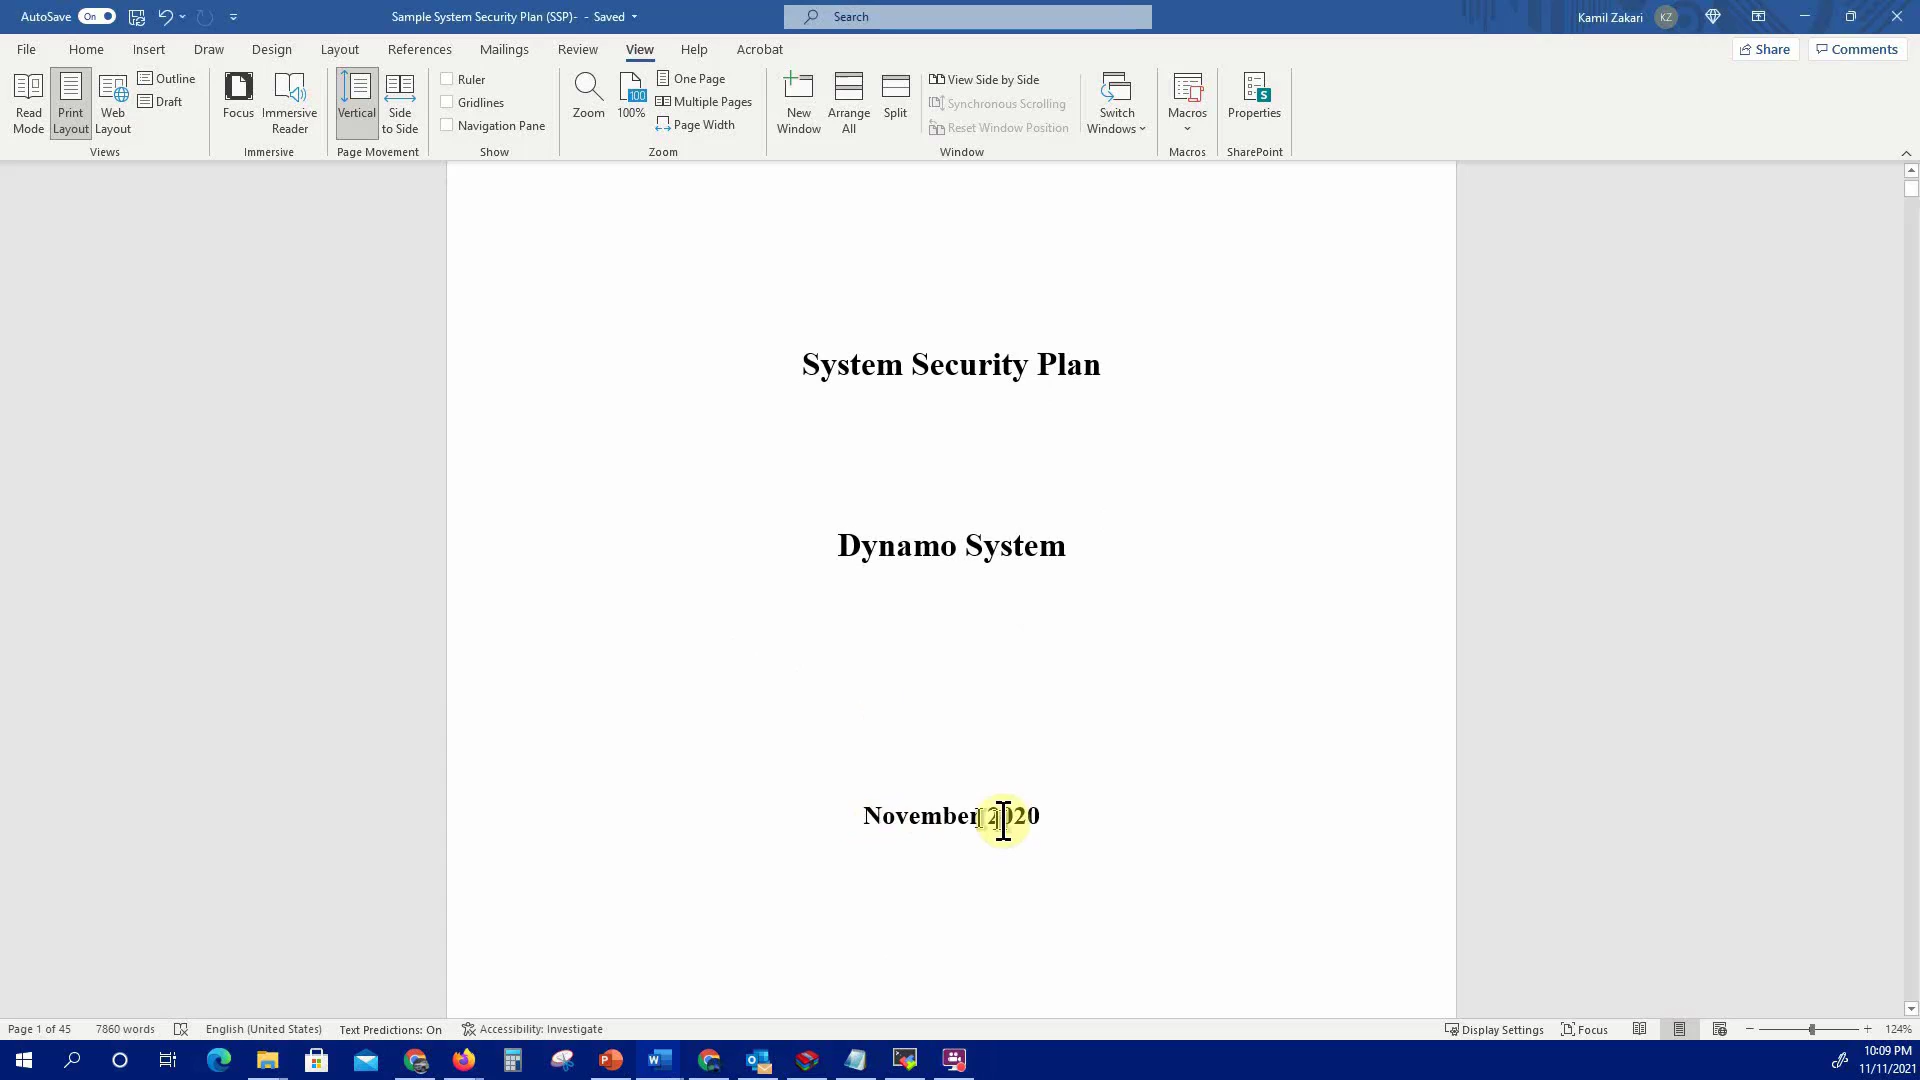 AutoSave On Sample System Security Plan (SSP)- - Saved Search Kamil Zakari KZ
File Home Insert Draw Design Layout References Mailings Review View Help Acrobat Share Comments
Read Mode
Print Layout
Web Layout
Outline
Draft
Views
Focus
Immersive Reader
Immersive
Vertical
Side to Side
Page Movement
Ruler
Gridlines
Navigation Pane
Show
Zoom
100
100%
One Page
Multiple Pages
Page Width
Zoom
New Window
Arrange All
Split
View Side by Side
Synchronous Scrolling
Reset Window Position
Switch Windows
Window
Macros
Macros
S
Properties
SharePoint
System Security Plan
Dynamo System
November 2020
Page 1 of 45 7860 words English (United States) Text Predictions: On Accessibility: Investigate Display Settings Focus 124%
10:09 PM
11/11/2021